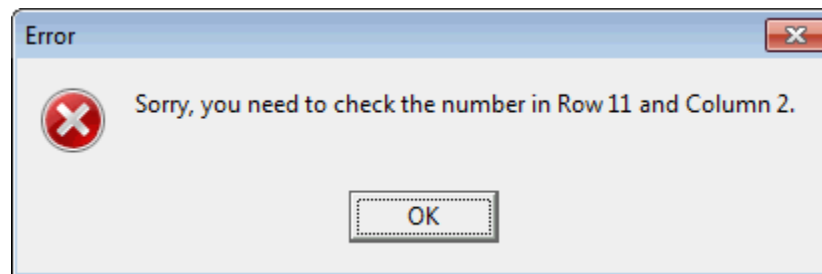 Error
Sorry, you need to check the number in Row 11 and Column 2.
OK